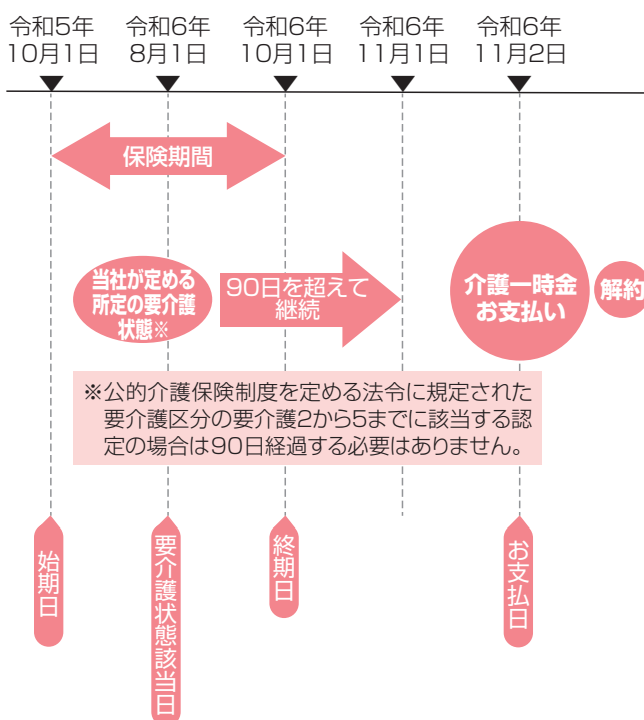 令和5年
10月1日
令和6年
8月1日
令和6年
10月1日
令和6年
11月1日
令和6年
11月2日
保険期間
当社が定める
所定の要介護
状態※
90日を超えて
継続
介護一時金
お支払い
解約
※公的介護保険制度を定める法令に規定された
要介護区分の要介護2から5までに該当する認
定の場合は90日経過する必要はありません。
始期日
要介護状態該当日
終期日
お支払日